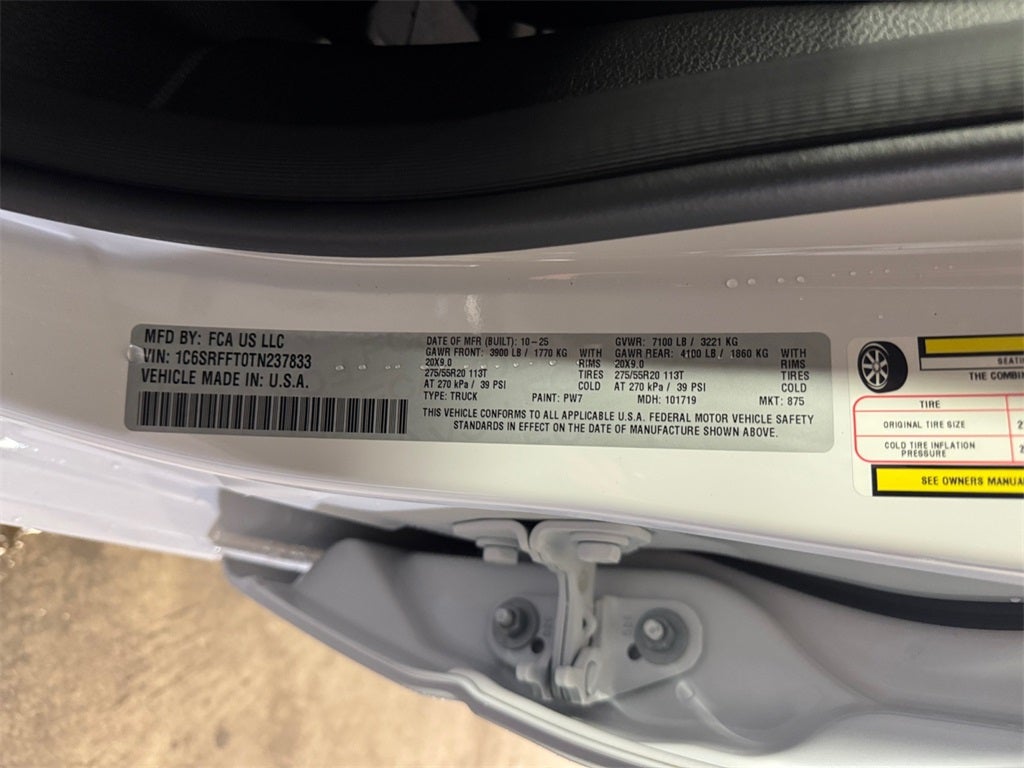 MFD BY: FCA US LLC
VIN: 1C6SRFFT0TN237833
VEHICLE MADE IN: U.S.A.
DATE OF MFR (BUILT): 10-25
GAWR FRONT: 3900 LB / 1770 KG WITH
20X9.0 RIMS
275/55R20 113T TIRES
AT 270 kPa / 39 PSI COLD
TYPE: TRUCK PAINT: PW7
GVWR: 7100 LB / 3221 KG
GAWR REAR: 4100 LB / 1860 KG WITH
20X9.0 RIMS
275/55R20 113T TIRES
AT 270 kPa / 39 PSI COLD
MDH: 101719 MKT: 875
THIS VEHICLE CONFORMS TO ALL APPLICABLE U.S.A. FEDERAL MOTOR VEHICLE SAFETY
STANDARDS IN EFFECT ON THE DATE OF MANUFACTURE SHOWN ABOVE.
THE
TIRE
ORIGINAL TIRE SIZE
COLD TIRE INFLATION
PRESSURE
SEE OWNERS